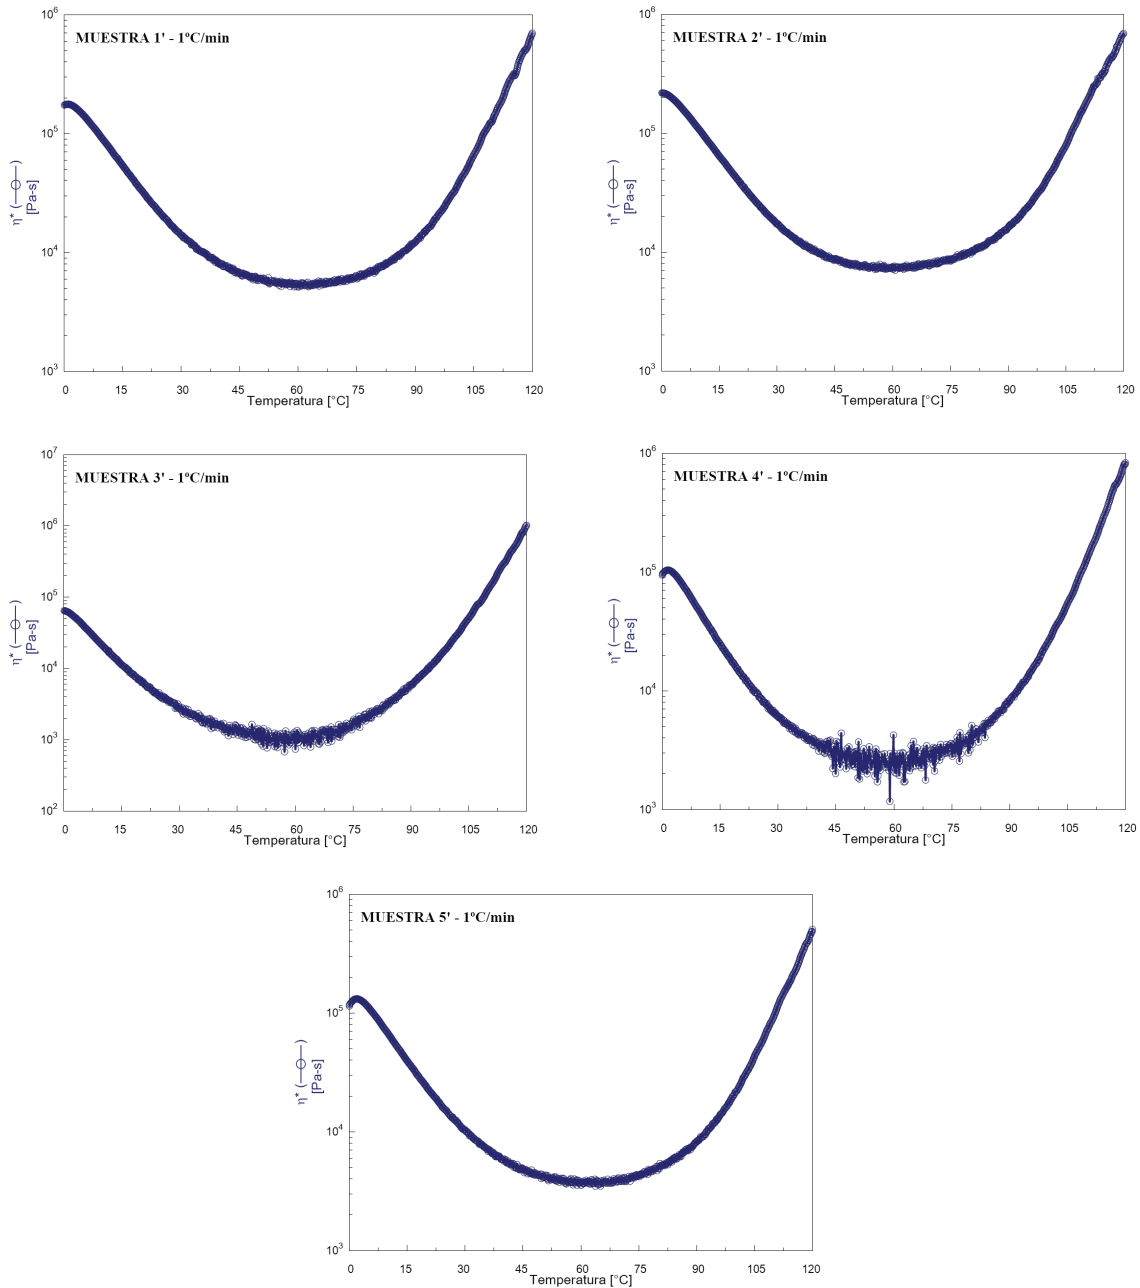 MUESTRA 1' - 1ºC/min
10⁶
10⁵
10⁴
10³
η* ( )
[Pa-s]
0 15 30 45 60 75 90 105 120
Temperatura [°C]
MUESTRA 2' - 1ºC/min
10⁶
10⁵
10⁴
10³
η* ( )
[Pa-s]
0 15 30 45 60 75 90 105 120
Temperatura [°C]
MUESTRA 3' - 1ºC/min
10⁷
10⁶
10⁵
10⁴
10³
10²
η* ( )
[Pa-s]
0 15 30 45 60 75 90 105 120
Temperatura [°C]
MUESTRA 4' - 1ºC/min
10⁶
10⁵
10⁴
10³
η* ( )
[Pa-s]
0 15 30 45 60 75 90 105 120
Temperatura [°C]
MUESTRA 5' - 1ºC/min
10⁶
10⁵
10⁴
10³
η* ( )
[Pa-s]
0 15 30 45 60 75 90 105 120
Temperatura [°C]